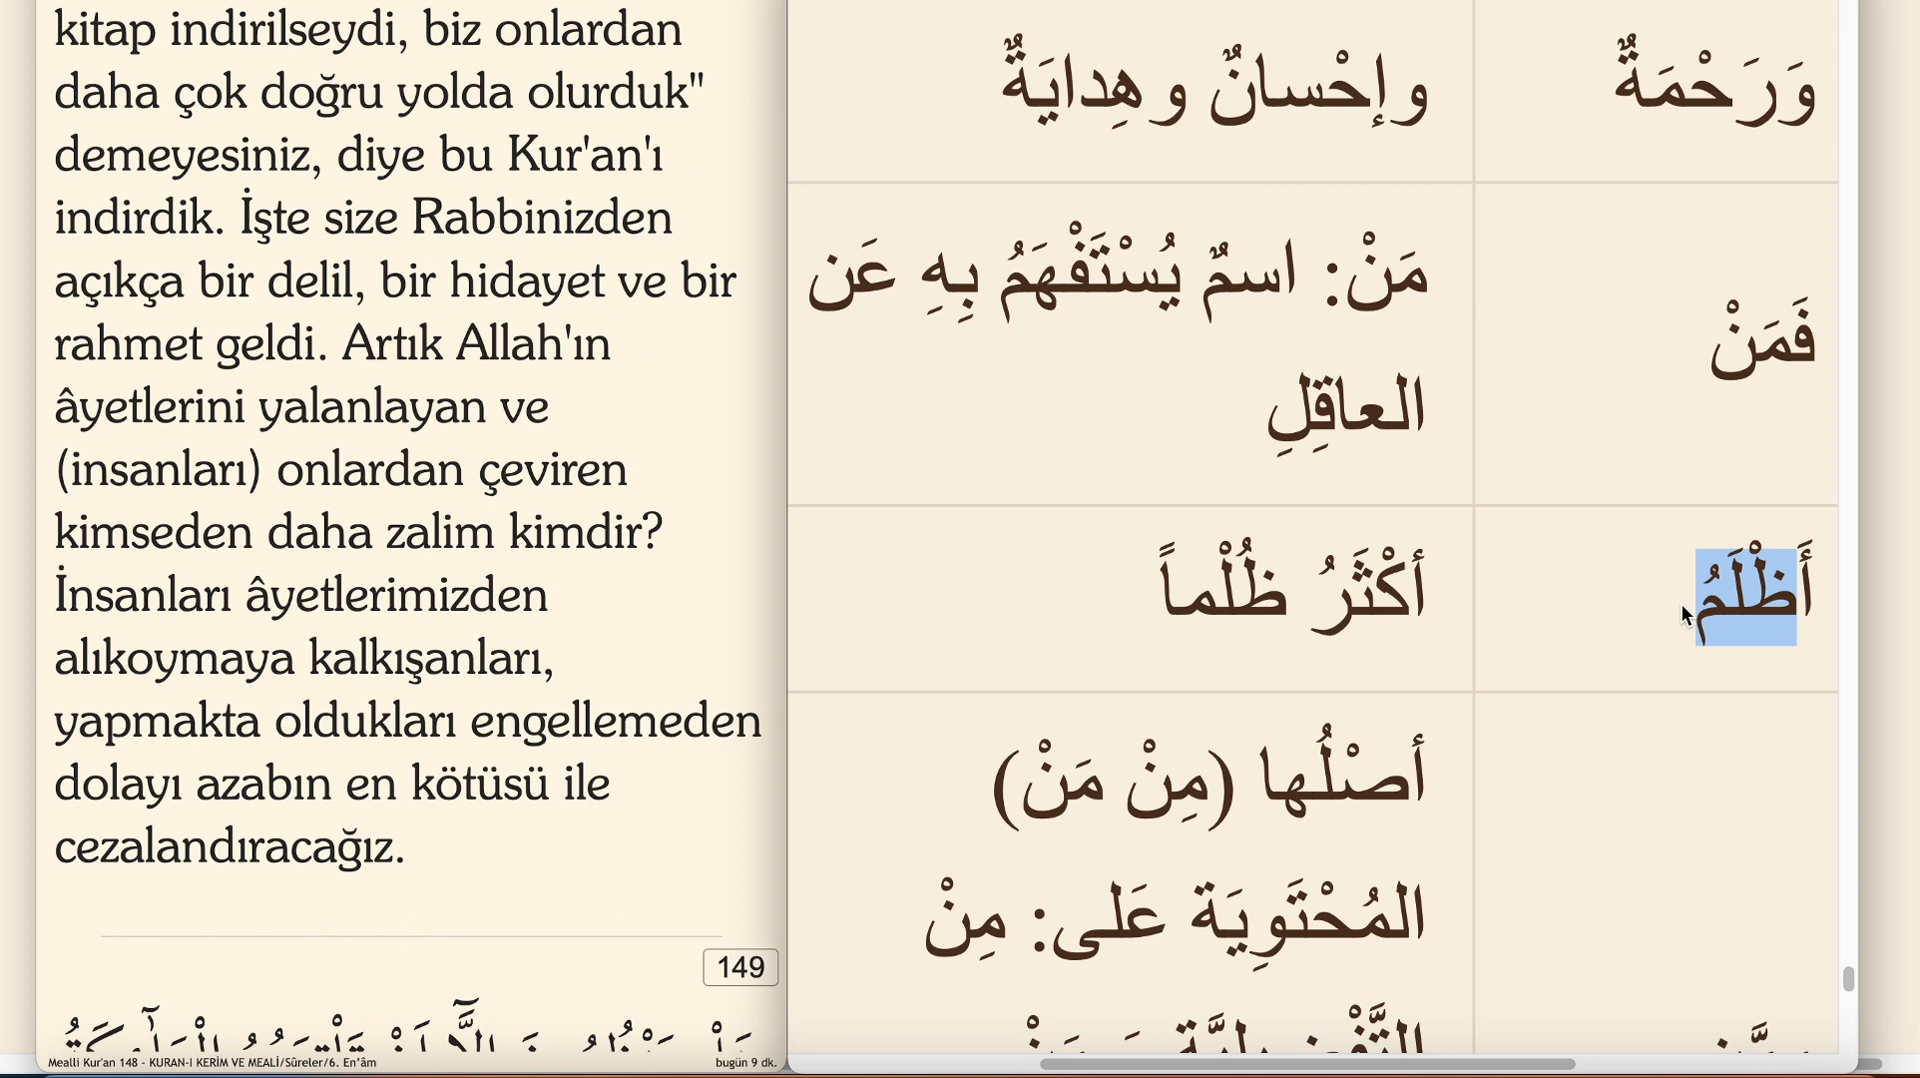 kitap indirilseydi, biz onlardan
daha çok doğru yolda olurduk"
demeyesiniz, diye bu Kur'an'ı
indirdik. İşte size Rabbinizden
açıkça bir delil, bir hidayet ve bir
rahmet geldi. Artık Allah'ın
âyetlerini yalanlayan ve
(insanları) onlardan çeviren
kimseden daha zalim kimdir?
İnsanları âyetlerimizden
alıkoymaya kalkışanları,
yapmakta oldukları engellemeden
dolayı azabın en kötüsü ile
cezalandıracağız.
149
Mealli Kur'an 148 - KURAN-I KERİM VE MEALİ/Sûreler/6. En'âm
bugün 9 dk.
وَرَحْمَةٌ
وإحْسانٌ وهِدايَةٌ
فَمَنْ
مَنْ: اسمٌ يُسْتَفْهَمُ بِهِ عَن
العاقِلِ
أَظْلَمُ
أكْثَرُ ظُلْماً
أصْلُها (مِنْ مَنْ)
المُحْتَوِيَة عَلى: مِنْ